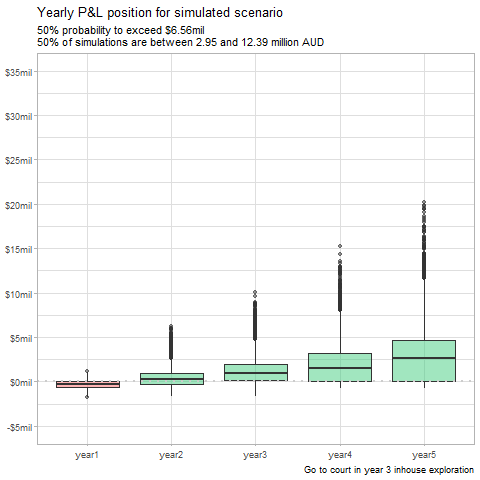 Yearly P&L position for simulated scenario
50% probability to exceed $6.56mil
50% of simulations are between 2.95 and 12.39 million AUD
$35mil
$30mil
$25mil
$20mil
$15mil
$10mil
$5mil
$0mil
-$5mil
year1 year2 year3 year4 year5
Go to court in year 3 inhouse exploration